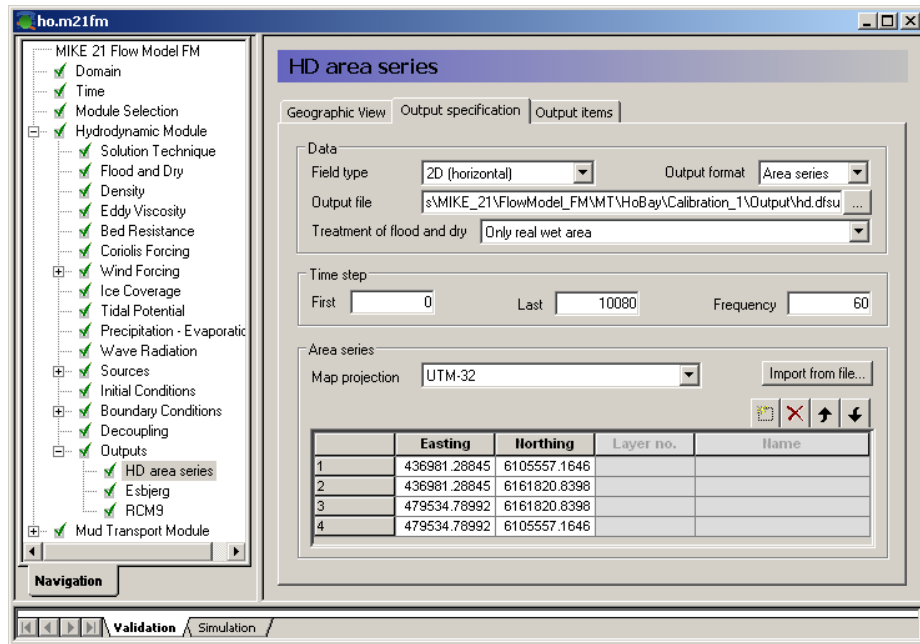 ho.m21fm
MIKE 21 Flow Model FM
Domain
Time
Module Selection
Hydrodynamic Module
Solution Technique
Flood and Dry
Density
Eddy Viscosity
Bed Resistance
Coriolis Forcing
Wind Forcing
Ice Coverage
Tidal Potential
Precipitation - Evaporatic
Wave Radiation
Sources
Initial Conditions
Boundary Conditions
Decoupling
Outputs
HD area series
Esbjerg
RCM9
Mud Transport Module
Navigation
HD area series
Geographic View Output specification Output items
Data
Field type 2D (horizontal) Output format Area series
Output file s\MIKE_21\FlowModel_FM\MT\HoBay\Calibration_1\Output\hd.dfsu ...
Treatment of flood and dry Only real wet area
Time step
First 0 Last 10080 Frequency 60
Area series
Map projection UTM-32 Import from file...
Easting Northing Layer no. Name
1 436981.28845 6105557.1646
2 436981.28845 6161820.8398
3 479534.78992 6161820.8398
4 479534.78992 6105557.1646
Validation Simulation